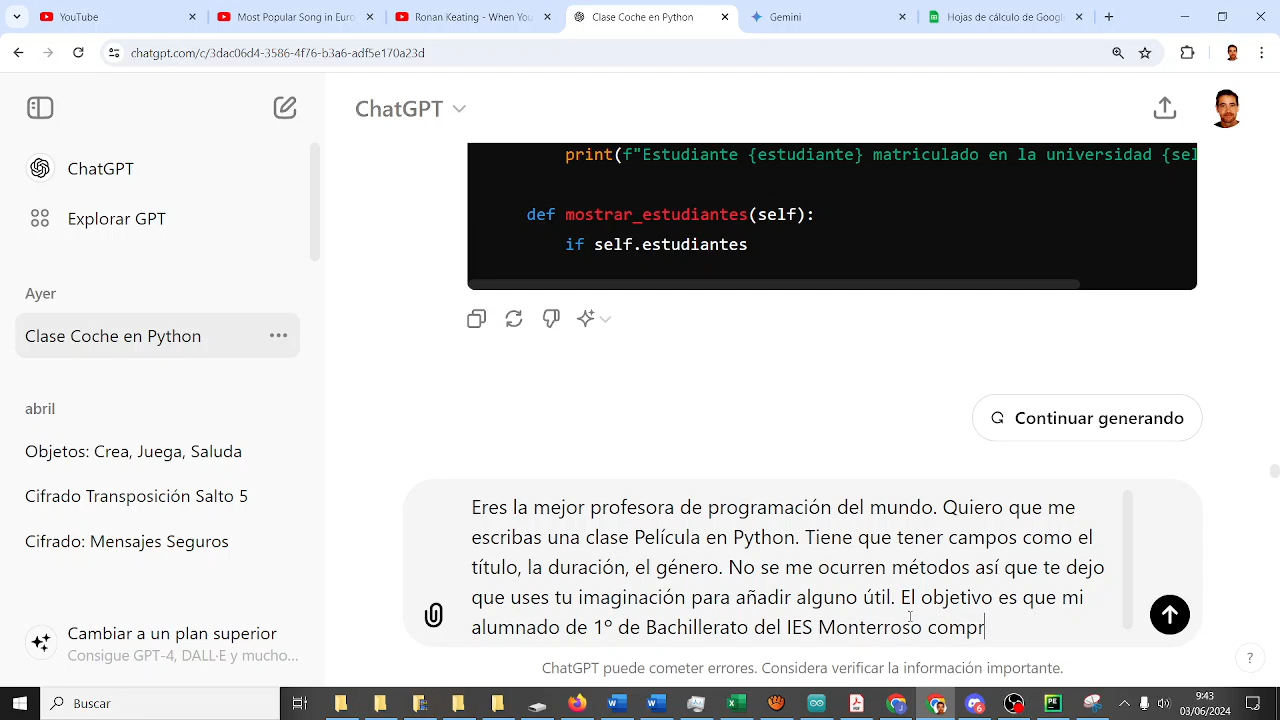 YouTube
Most Popular Song in Euro
Ronan Keating - When You
Clase Coche en Python
Gemini
Hojas de cálculo de Google
chatgpt.com/c/3dac06d4-3586-4f76-b3a6-adf5e170a23d
ChatGPT
Explorar GPT
Ayer
Clase Coche en Python
abril
Objetos: Crea, Juega, Saluda
Cifrado Transposición Salto 5
Cifrado: Mensajes Seguros
Cambiar a un plan superior
Consigue GPT-4, DALL·E y mucho...
ChatGPT
print(f"Estudiante {estudiante} matriculado en la universidad {sel
def mostrar_estudiantes(self):
if self.estudiantes
Continuar generando
Eres la mejor profesora de programación del mundo. Quiero que me
escribas una clase Película en Python. Tiene que tener campos como el
título, la duración, el género. No se me ocurren métodos así que te dejo
que uses tu imaginación para añadir alguno útil. El objetivo es que mi
alumnado de 1º de Bachillerato del IES Monterroso compr
ChatGPT puede cometer errores. Considera verificar la información importante.
?
Buscar
9:43
03/06/2024